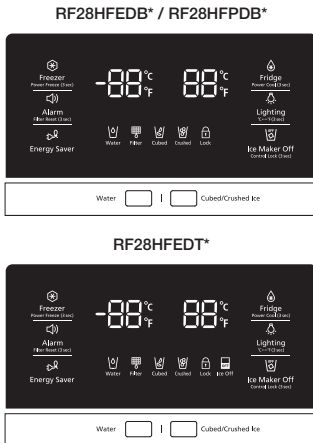 RF28HFEDB* / RF28HFPDB*
Freezer
Power Freeze (3 sec)
-88 °C °F
88 °C °F
Fridge
Power Cool (3 sec)
Alarm
Filter Reset (3 sec)
Lighting
°C↔°F (3 sec)
Energy Saver
Water Filter Cubed Crushed Lock
Ice Maker Off
Control Lock (3 sec)
Water Cubed/Crushed Ice
RF28HFEDT*
Freezer
Power Freeze (3 sec)
-88 °C °F
88 °C °F
Fridge
Power Cool (3 sec)
Alarm
Filter Reset (3 sec)
Lighting
°C↔°F (3 sec)
Energy Saver
Water Filter Cubed Crushed Lock Ice Off
Ice Maker Off
Control Lock (3 sec)
Water Cubed/Crushed Ice